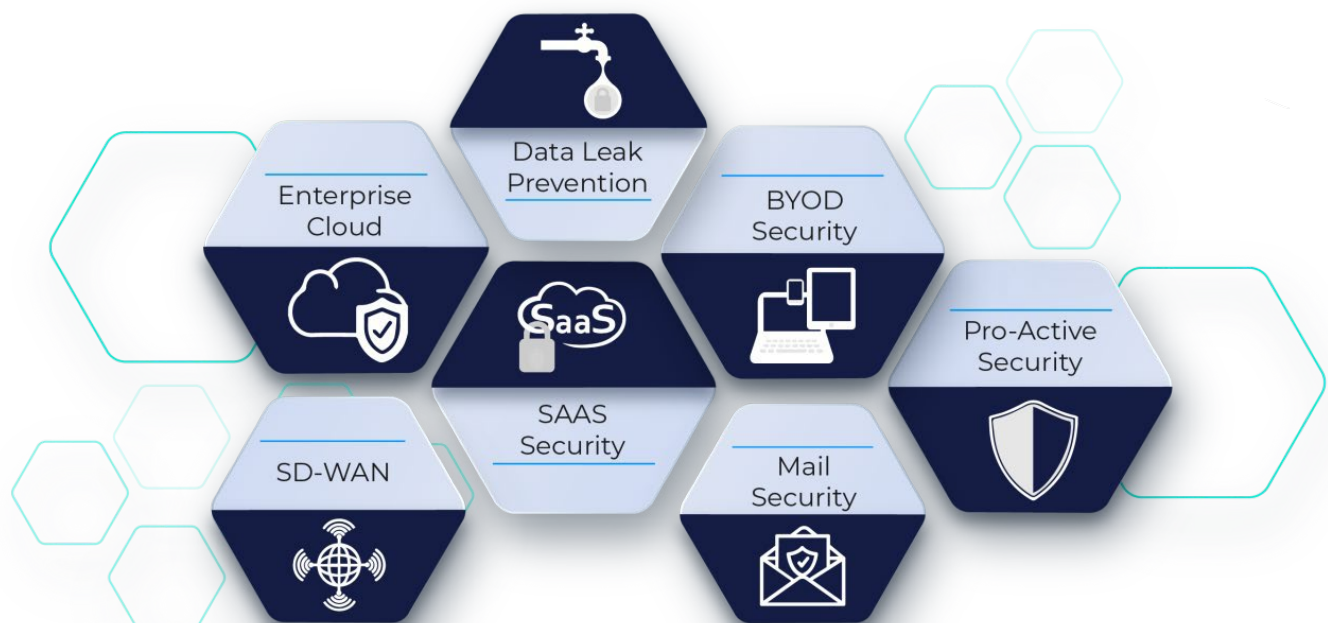 Data Leak
Prevention
Enterprise
Cloud
BYOD
Security
SaaS
Pro-Active
Security
SAAS
Security
SD-WAN
Mail
Security